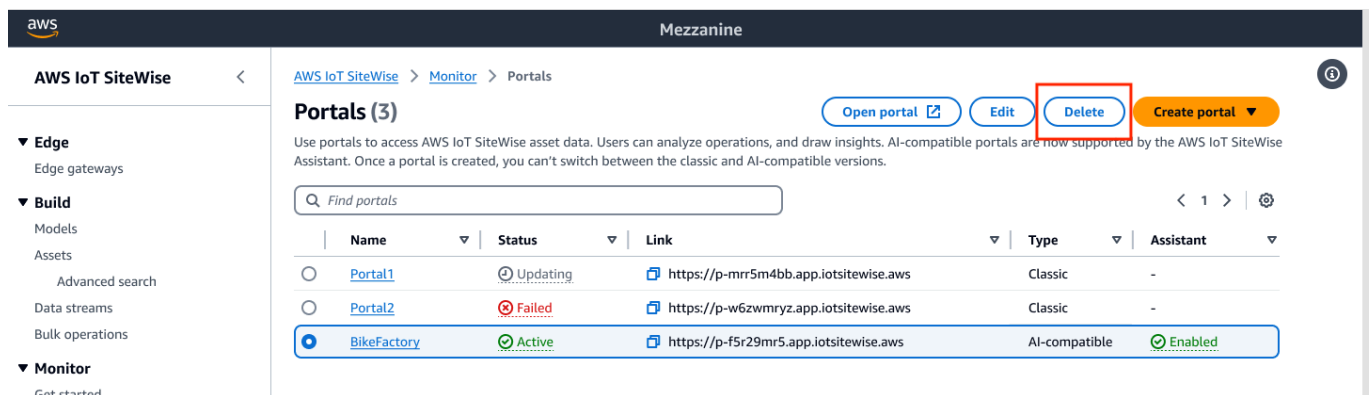 aws
Mezzanine
AWS IoT SiteWise
Edge
Edge gateways
Build
Models
Assets
Advanced search
Data streams
Bulk operations
Monitor
Get started
AWS IoT SiteWise > Monitor > Portals
Portals (3)
Open portal
Edit
Delete
Create portal
Use portals to access AWS IoT SiteWise asset data. Users can analyze operations, and draw insights. AI-compatible portals are now supported by the AWS IoT SiteWise
Assistant. Once a portal is created, you can't switch between the classic and AI-compatible versions.
Find portals
1
Name Status Link Type Assistant
Portal1 Updating https://p-mrr5m4bb.app.iotsitewise.aws Classic -
Portal2 Failed https://p-w6zwmryz.app.iotsitewise.aws Classic -
BikeFactory Active https://p-f5r29mr5.app.iotsitewise.aws AI-compatible Enabled